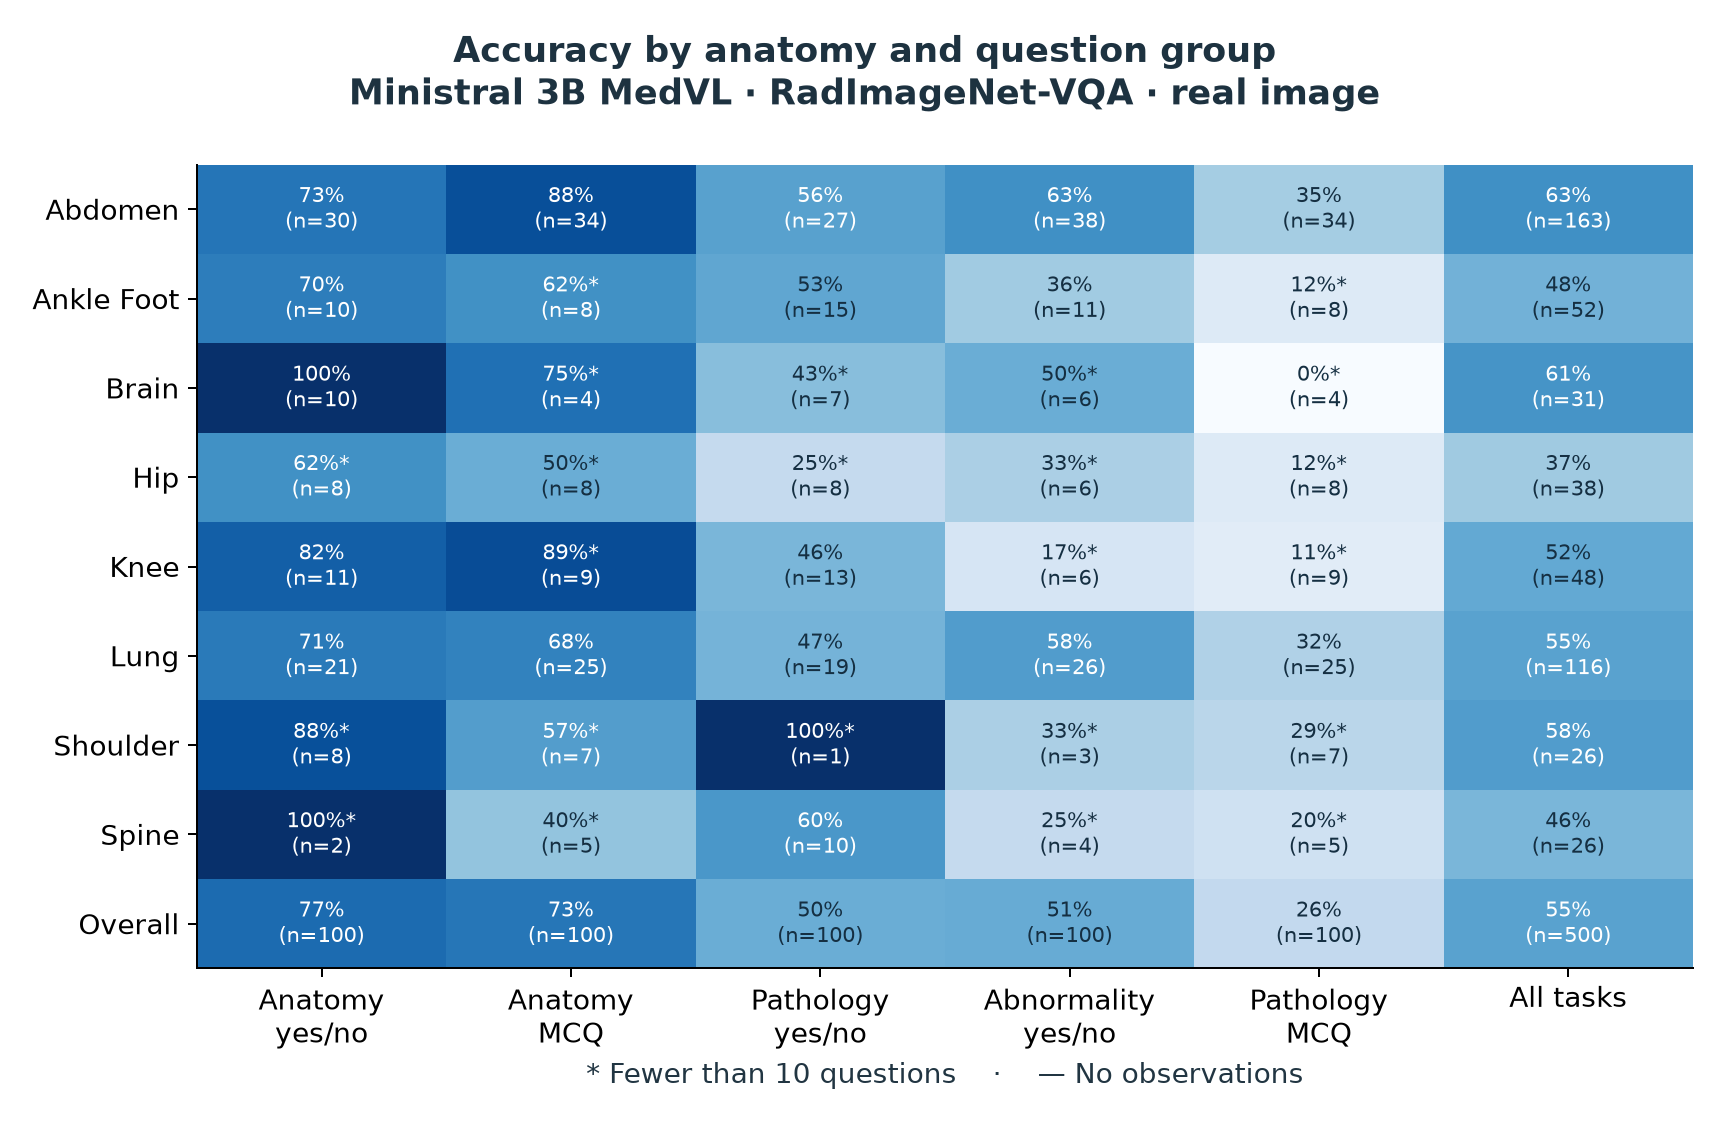 Accuracy by anatomy and question group
Ministral 3B MedVL · RadImageNet-VQA · real image
Abdomen 73% (n=30) 88% (n=34) 56% (n=27) 63% (n=38) 35% (n=34) 63% (n=163)
Ankle Foot 70% (n=10) 62%* (n=8) 53% (n=15) 36% (n=11) 12%* (n=8) 48% (n=52)
Brain 100% (n=10) 75%* (n=4) 43%* (n=7) 50%* (n=6) 0%* (n=4) 61% (n=31)
Hip 62%* (n=8) 50%* (n=8) 25%* (n=8) 33%* (n=6) 12%* (n=8) 37% (n=38)
Knee 82% (n=11) 89%* (n=9) 46% (n=13) 17%* (n=6) 11%* (n=9) 52% (n=48)
Lung 71% (n=21) 68% (n=25) 47% (n=19) 58% (n=26) 32% (n=25) 55% (n=116)
Shoulder 88%* (n=8) 57%* (n=7) 100%* (n=1) 33%* (n=3) 29%* (n=7) 58% (n=26)
Spine 100%* (n=2) 40%* (n=5) 60% (n=10) 25%* (n=4) 20%* (n=5) 46% (n=26)
Overall 77% (n=100) 73% (n=100) 50% (n=100) 51% (n=100) 26% (n=100) 55% (n=500)
Anatomy yes/no Anatomy MCQ Pathology yes/no Abnormality yes/no Pathology MCQ All tasks
* Fewer than 10 questions · — No observations